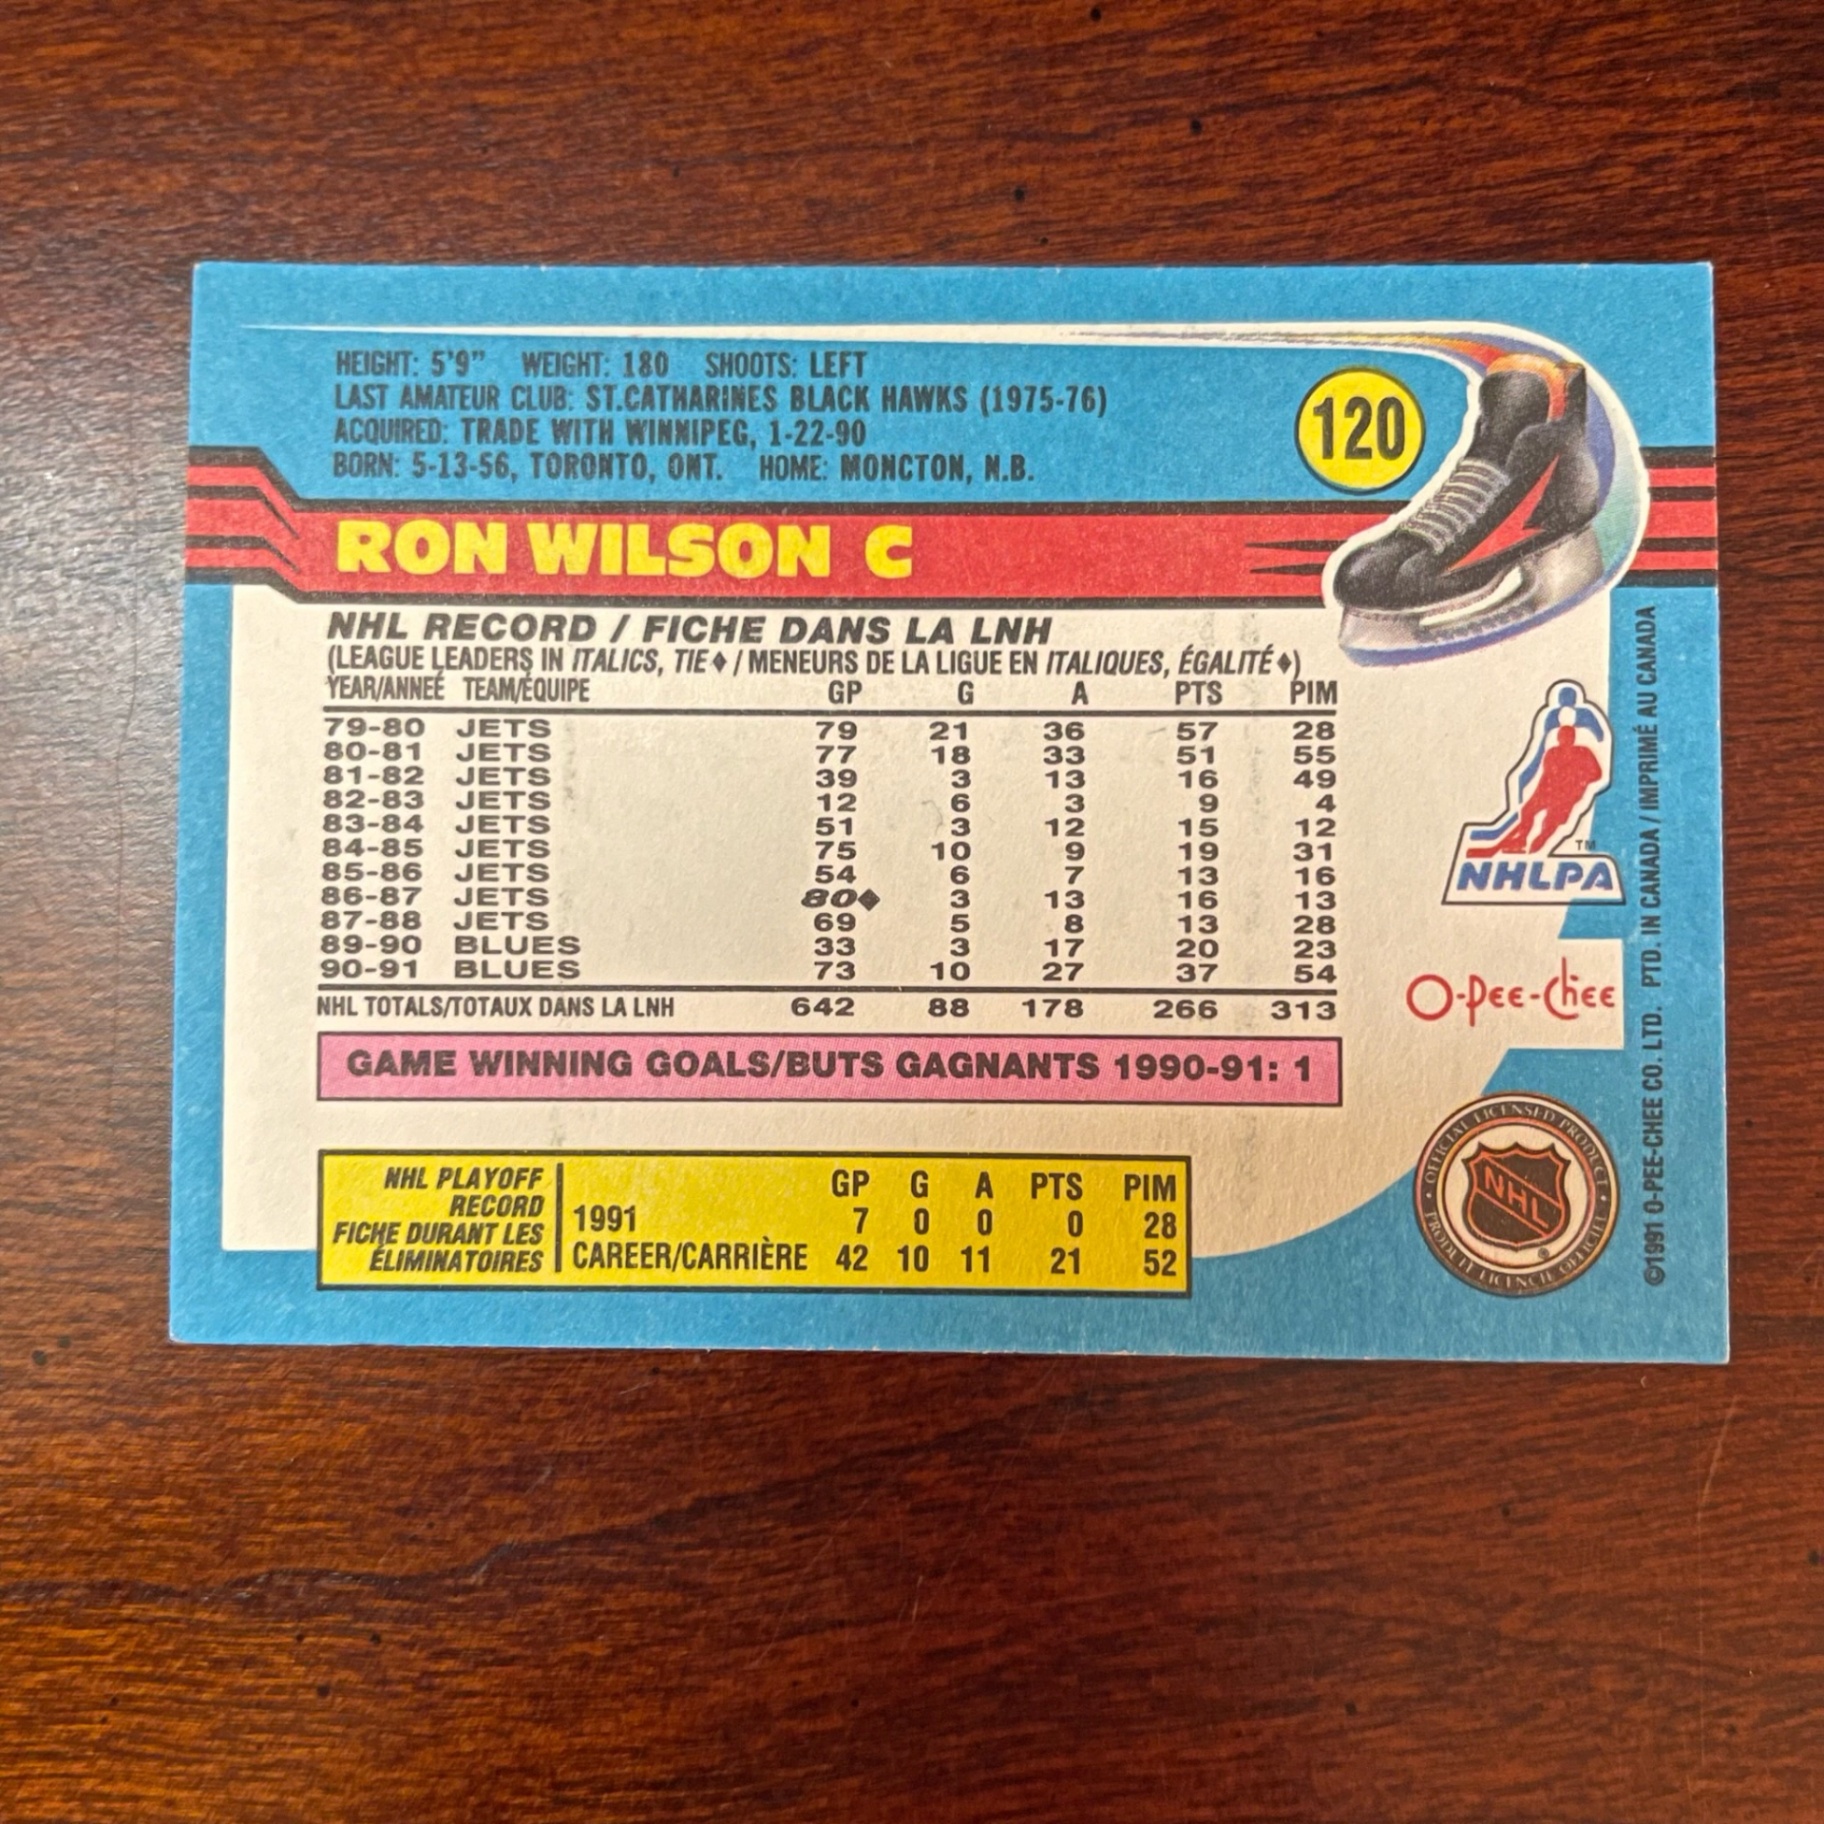 HEIGHT: 5'9" WEIGHT: 180 SHOOTS: LEFT
LAST AMATEUR CLUB: ST.CATHARINES BLACK HAWKS (1975-76)
ACQUIRED: TRADE WITH WINNIPEG, 1-22-90
BORN: 5-13-56, TORONTO, ONT. HOME: MONCTON, N.B.
120
RON WILSON C
NHL RECORD / FICHE DANS LA LNH
(LEAGUE LEADERS IN ITALICS, TIE♦ / MENEURS DE LA LIGUE EN ITALIQUES, ÉGALITÉ♦)
YEAR/ANNEÉ TEAM/ÉQUIPE GP G A PTS PIM
79-80 JETS 79 21 36 57 28
80-81 JETS 77 18 33 51 55
81-82 JETS 39 3 13 16 49
82-83 JETS 12 6 3 9 4
83-84 JETS 51 3 12 15 12
84-85 JETS 75 10 9 19 31
85-86 JETS 54 6 7 13 16
86-87 JETS 80♦ 3 13 16 13
87-88 JETS 69 5 8 13 28
89-90 BLUES 33 3 17 20 23
90-91 BLUES 73 10 27 37 54
NHL TOTALS/TOTAUX DANS LA LNH 642 88 178 266 313
GAME WINNING GOALS/BUTS GAGNANTS 1990-91: 1
NHL PLAYOFF
RECORD
FICHE DURANT LES
ÉLIMINATOIRES
GP G A PTS PIM
1991 7 0 0 0 28
CAREER/CARRIÈRE 42 10 11 21 52
TM
NHLPA
O-Pee-Chee
OFFICIAL LICENSED PRODUCT
NHL
®
PRODUIT LICENCIÉ OFFICIEL
©1991 O-PEE-CHEE CO. LTD. PTD. IN CANADA / IMPRIMÉ AU CANADA